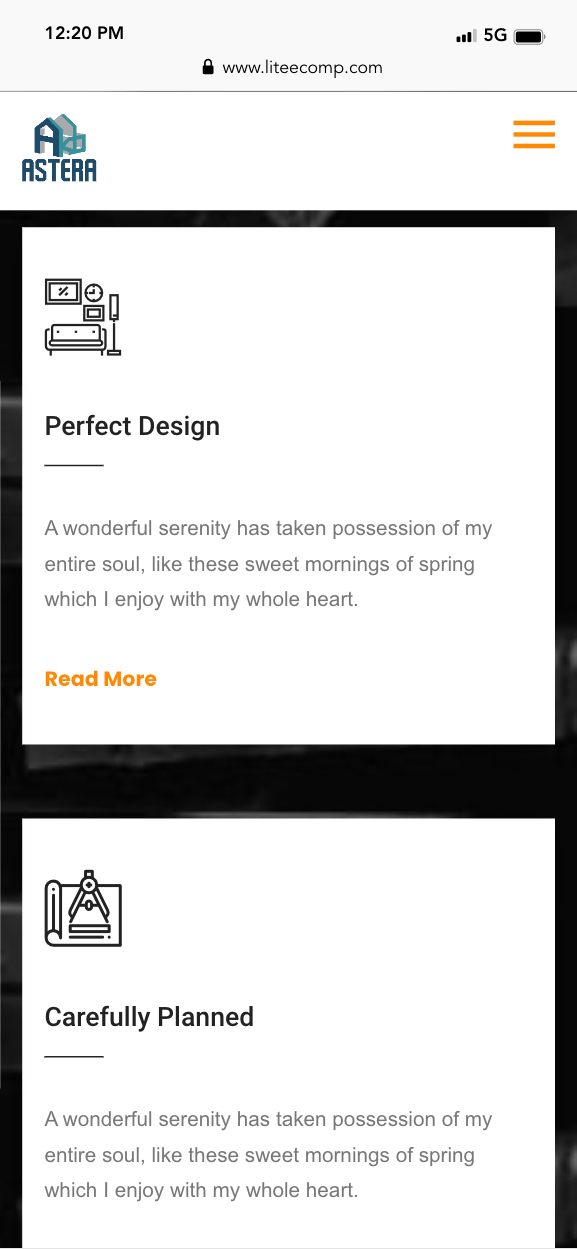 12:20 PM
5G
www.liteecomp.com
ASTERA
Perfect Design
A wonderful serenity has taken possession of my
entire soul, like these sweet mornings of spring
which I enjoy with my whole heart.
Read More
Carefully Planned
A wonderful serenity has taken possession of my
entire soul, like these sweet mornings of spring
which I enjoy with my whole heart.